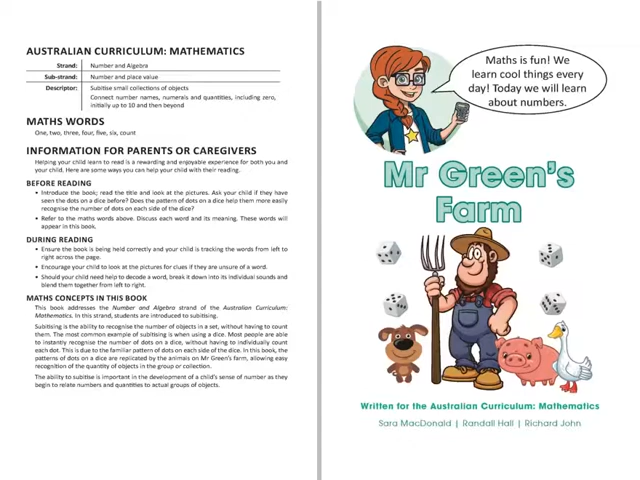 AUSTRALIAN CURRICULUM: MATHEMATICS
Strand: Number and Algebra
Sub-strand: Number and place value
Descriptor: Subitise small collections of objects
Connect number names, numerals and quantities, including zero,
initially up to 10 and then beyond
MATHS WORDS
One, two, three, four, five, six, count
INFORMATION FOR PARENTS OR CAREGIVERS
Helping your child learn to read is a rewarding and enjoyable experience for both you and
your child. Here are some ways you can help your child with their reading.
BEFORE READING
• Introduce the book; read the title and look at the pictures. Ask your child if they have
seen the dots on a dice before? Does the pattern of dots on a dice help them more easily
recognise the number of dots on each side of the dice?
• Refer to the maths words above. Discuss each word and its meaning. These words will
appear in this book.
DURING READING
• Ensure the book is being held correctly and your child is tracking the words from left to
right across the page.
• Encourage your child to look at the pictures for clues if they are unsure of a word.
• Should your child need help to decode a word, break it down into its individual sounds and
blend them together from left to right.
MATHS CONCEPTS IN THIS BOOK
This book addresses the Number and Algebra strand of the Australian Curriculum:
Mathematics. In this strand, students are introduced to subitising.
Subitising is the ability to recognise the number of objects in a set, without having to count
them. The most common example of subitising is when using a dice. Most people are able
to instantly recognise the number of dots on a dice, without having to individually count
each dot. This is due to the familiar pattern of dots on each side of the dice. In this book, the
patterns of dots on a dice are replicated by the animals on Mr Green's farm, allowing easy
recognition of the quantity of objects in the group or collection.
The ability to subitise is important in the development of a child's sense of number as they
begin to relate words and quantities to actual groups of objects.
Maths is fun! We
learn cool things every
day! Today we will learn
about numbers.
Mr Green's
Farm
Written for the Australian Curriculum: Mathematics
Sara MacDonald | Randall Hall | Richard John